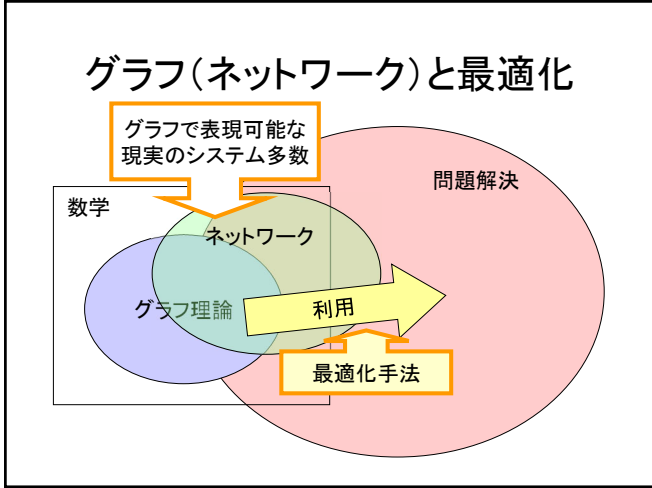 グラフ(ネットワーク)と最適化
グラフで表現可能な
現実のシステム多数
問題解決
数学
ネットワーク
グラフ理論
利用
最適化手法